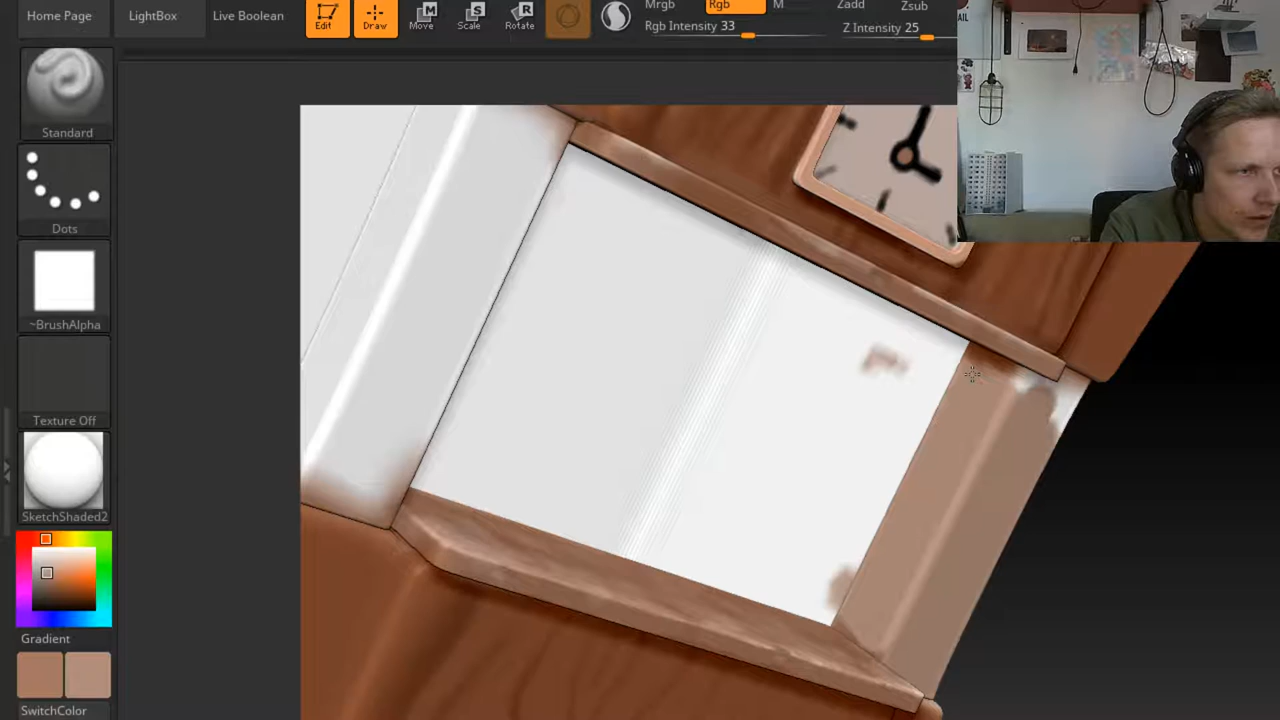 Home Page
LightBox
Live Boolean
Edit
Draw
Move
Scale
Rotate
Mrgb
Rgb
M
Zadd
Zsub
Rgb Intensity 33
Z Intensity 25
Standard
Dots
~BrushAlpha
Texture Off
SketchShaded2
Gradient
SwitchColor